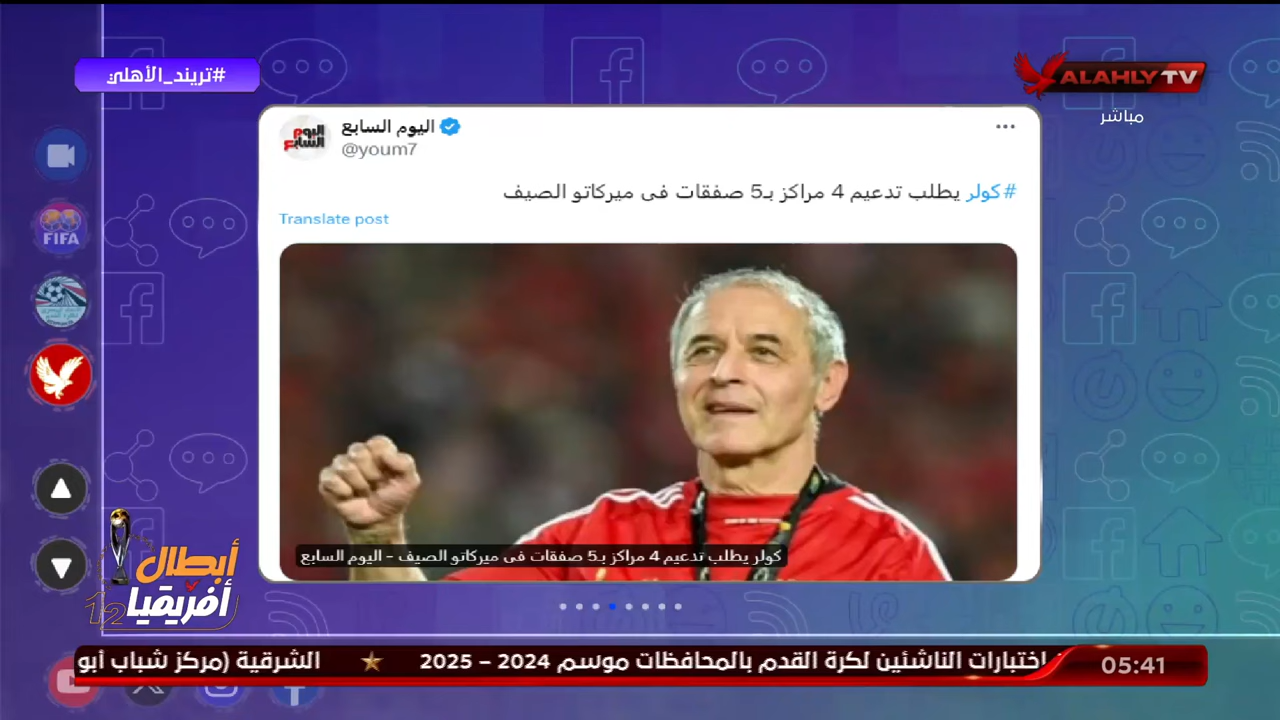 #تريند_الأهلي
ALAHLY TV
مباشر
اليوم السابع
اليوم السابع
@youm7
#كولر يطلب تدعيم 4 مراكز بـ5 صفقات فى ميركاتو الصيف
Translate post
FIFA
كولر يطلب تدعيم 4 مراكز بـ5 صفقات فى ميركاتو الصيف - اليوم السابع
أبطال
أفريقيا 12
اختبارات الناشئين لكرة القدم بالمحافظات موسم 2024 – 2025 ★ الشرقية (مركز شباب أبو
05:41